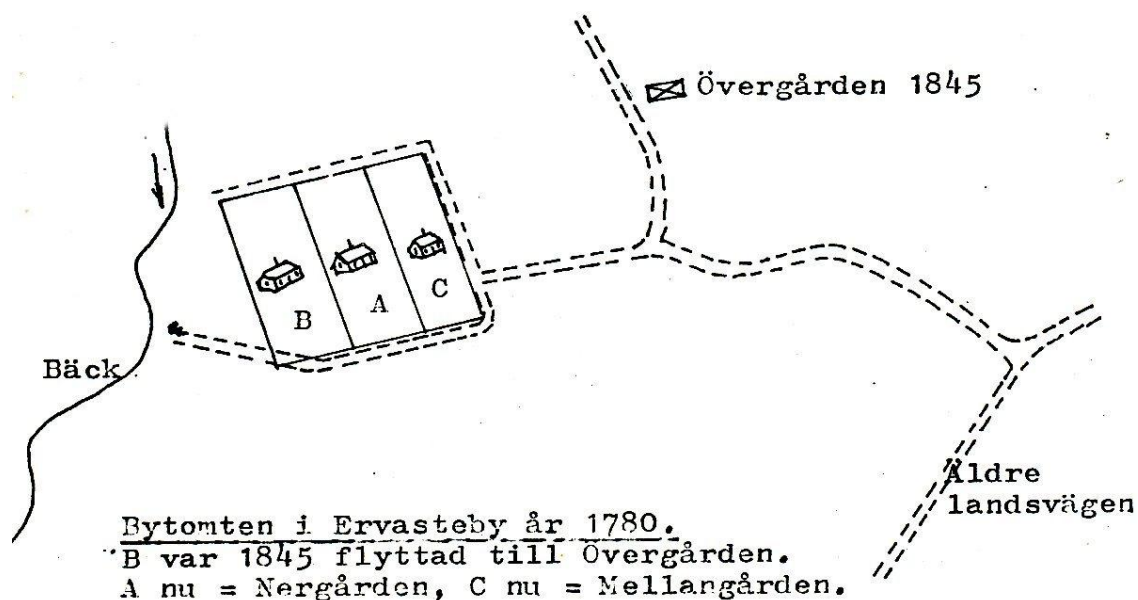 Övergården 1845
B
A
C
Bäck
Äldre
landsvägen
Bytomten i Ervasteby år 1780.
B var 1845 flyttad till Övergården.
A nu = Nergården, C nu = Mellangården.